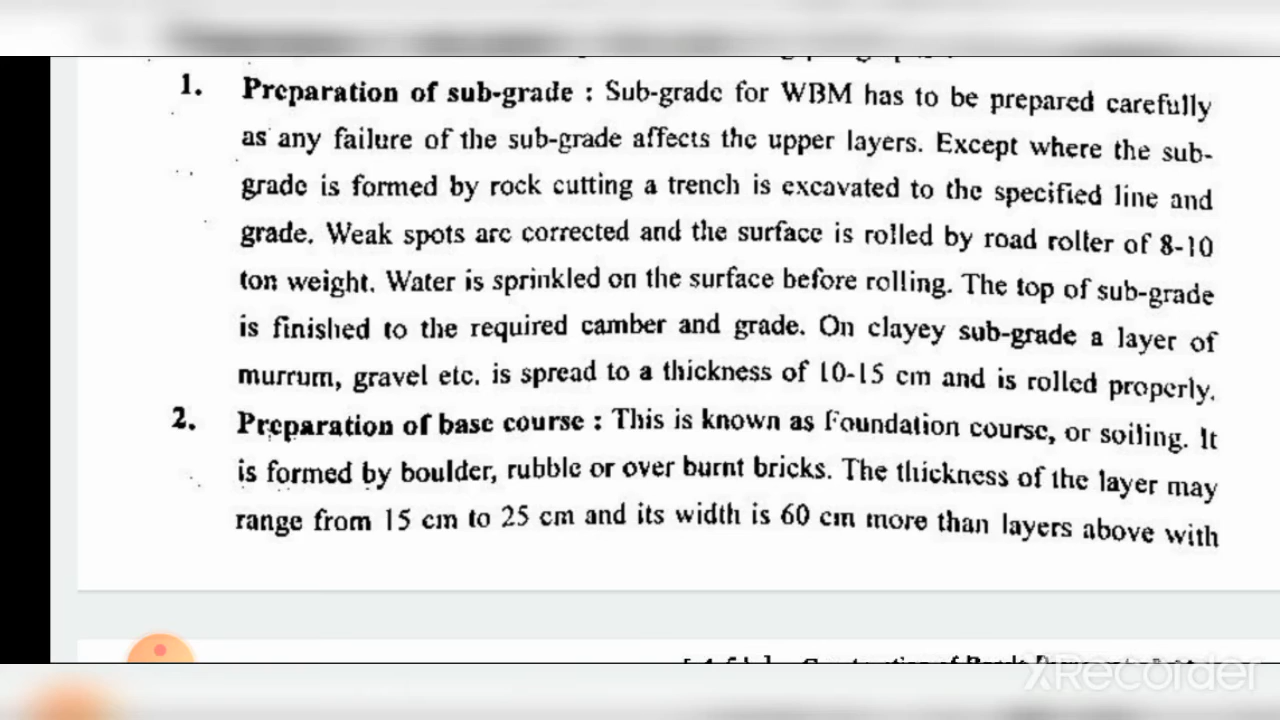 1. Preparation of sub-grade : Sub-grade for WBM has to be prepared carefully
as any failure of the sub-grade affects the upper layers. Except where the sub-
grade is formed by rock cutting a trench is excavated to the specified line and
grade. Weak spots are corrected and the surface is rolled by road roller of 8-10
ton weight. Water is sprinkled on the surface before rolling. The top of sub-grade
is finished to the required camber and grade. On clayey sub-grade a layer of
murrum, gravel etc. is spread to a thickness of 10-15 cm and is rolled properly.
2. Preparation of base course : This is known as Foundation course, or soiling. It
is formed by boulder, rubble or over burnt bricks. The thickness of the layer may
range from 15 cm to 25 cm and its width is 60 cm more than layers above with
XRecorder